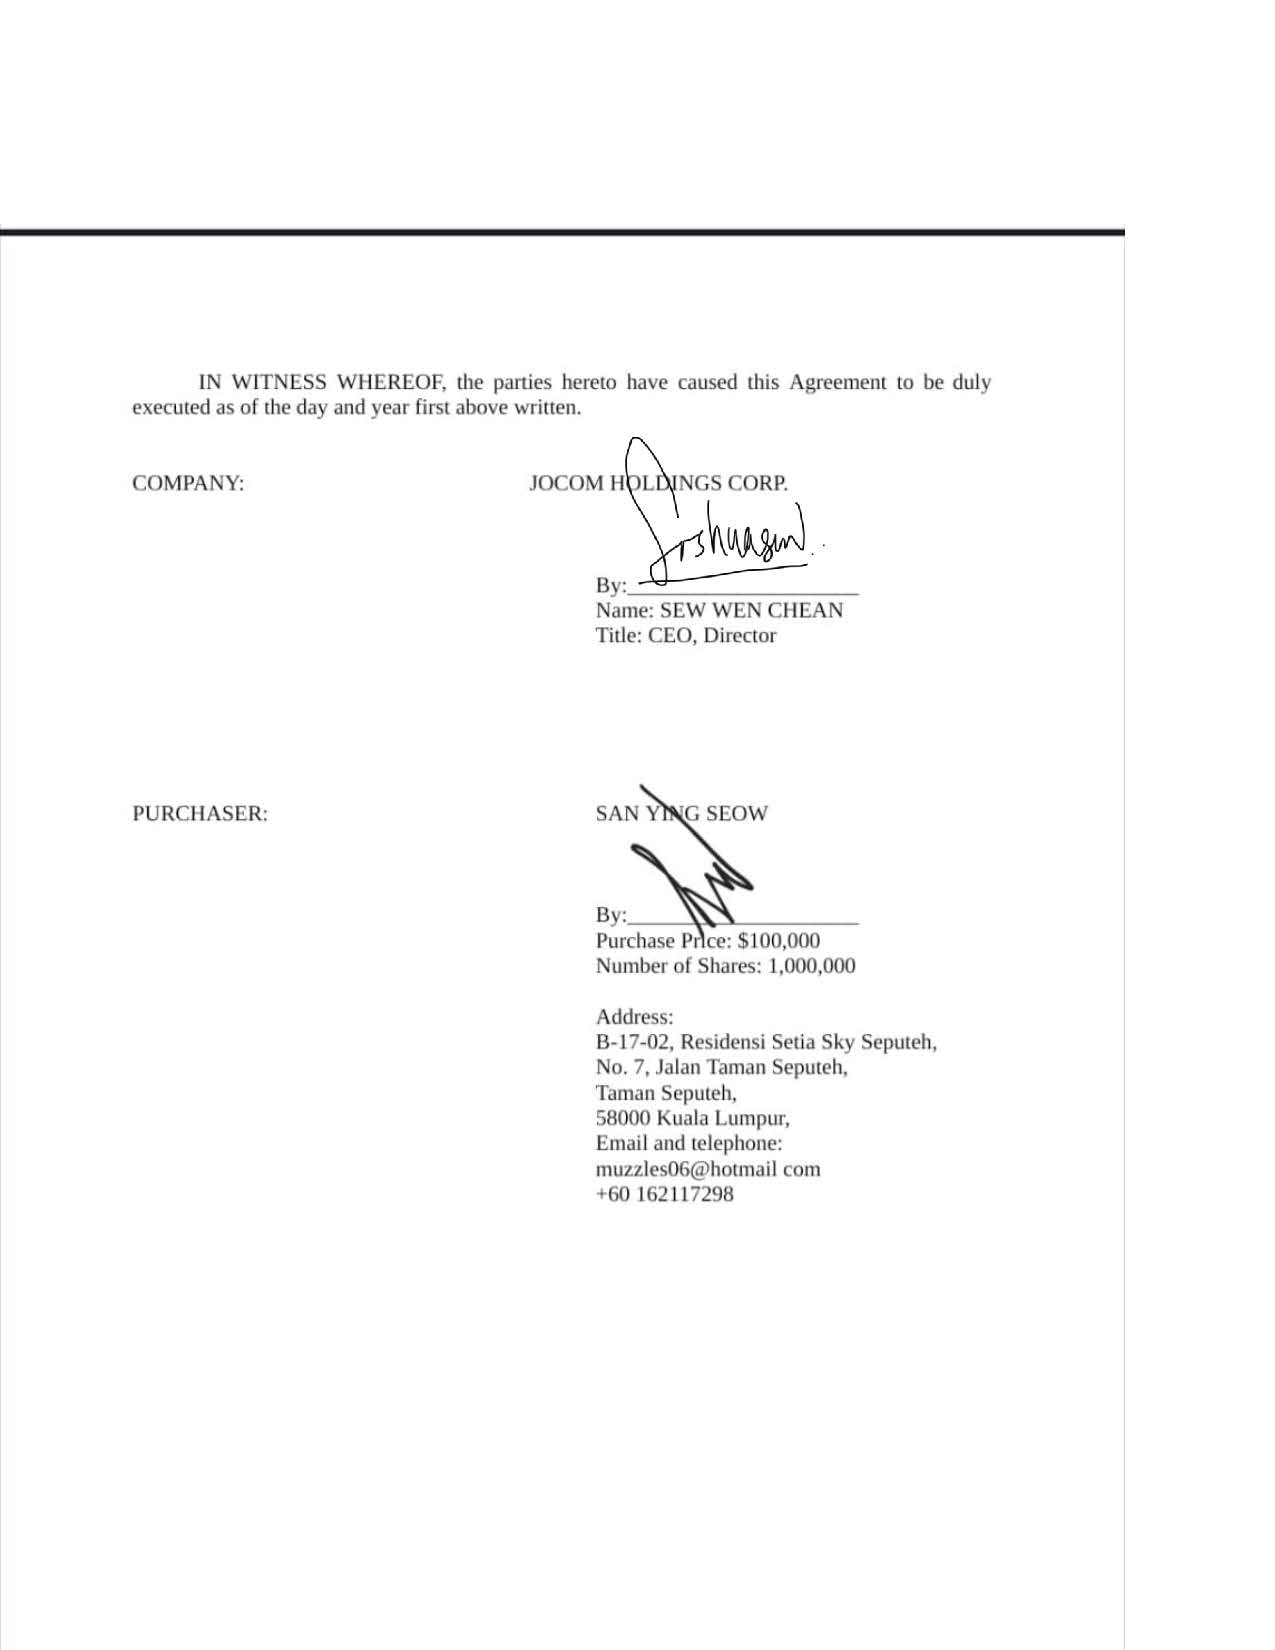 IN WITNESS WHEREOF, the parties hereto have caused this Agreement to be duly
executed as of the day and year first above written.
COMPANY: JOCOM HOLDINGS CORP.
By:
Name: SEW WEN CHEAN
Title: CEO, Director
PURCHASER: SAN YING SEOW
By:
Purchase Price: $100,000
Number of Shares: 1,000,000
Address:
B-17-02, Residensi Setia Sky Seputeh,
No. 7, Jalan Taman Seputeh,
Taman Seputeh,
58000 Kuala Lumpur,
Email and telephone:
muzzles06@hotmail com
+60 162117298